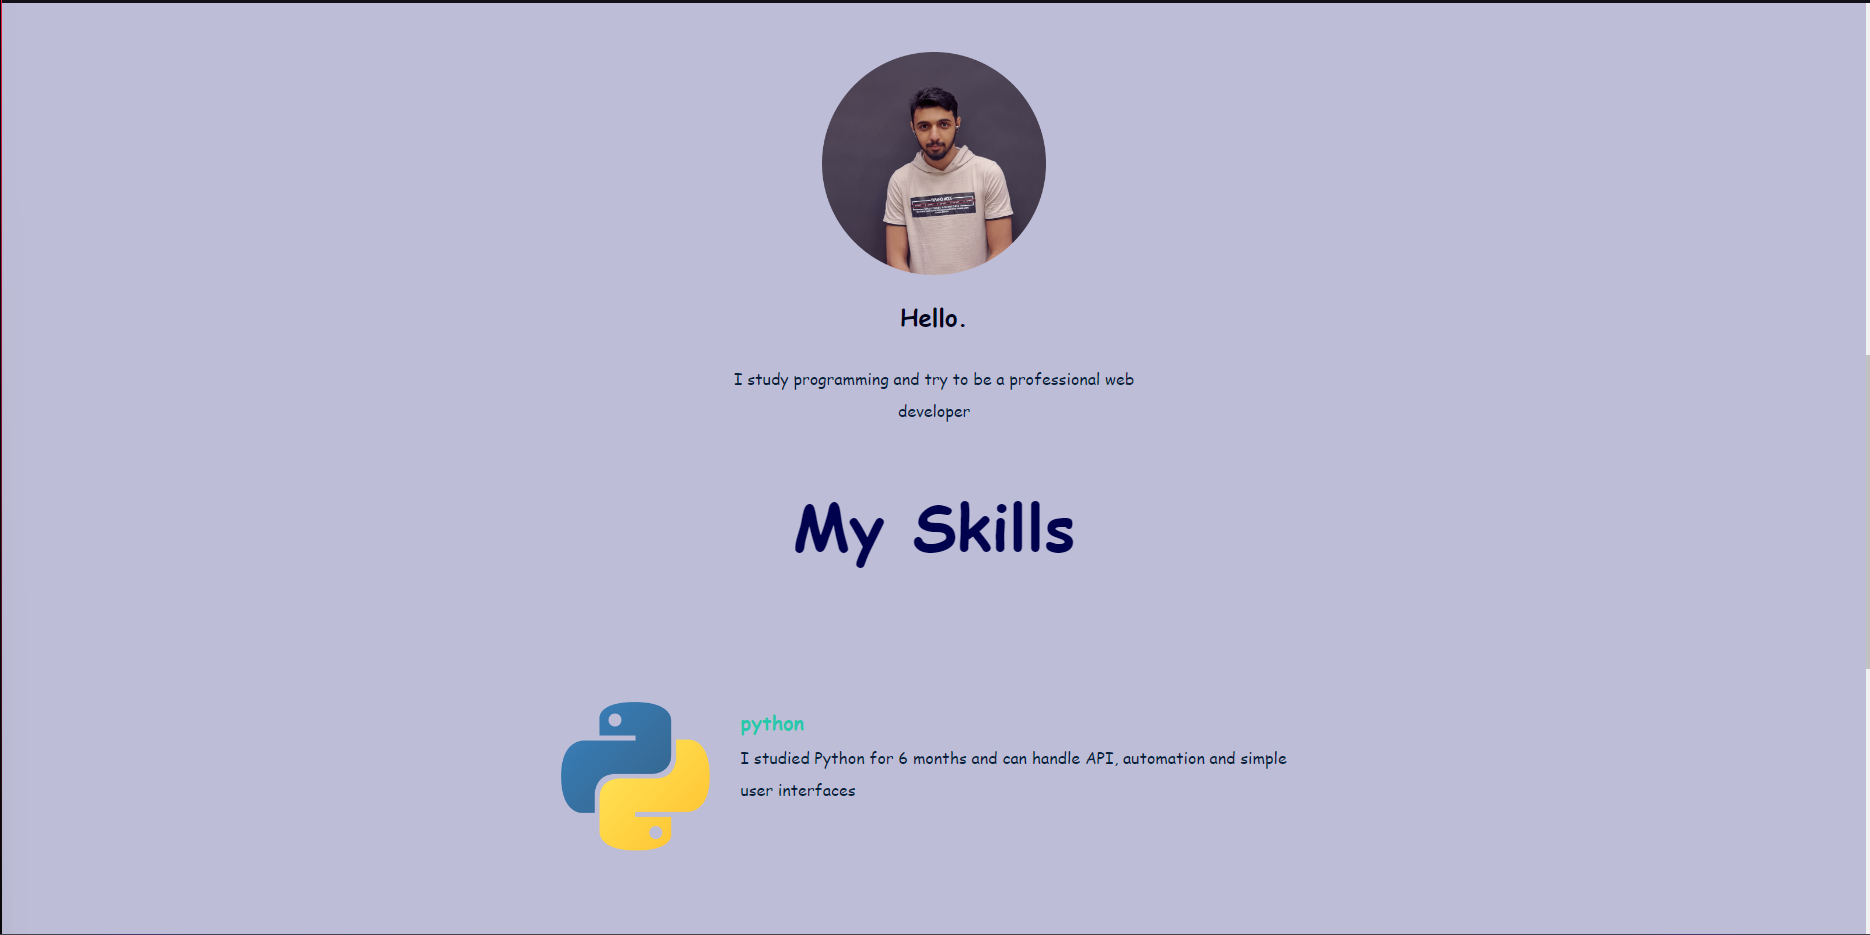 Hello.
I study programming and try to be a professional web
developer
My Skills
python
I studied Python for 6 months and can handle API, automation and simple
user interfaces